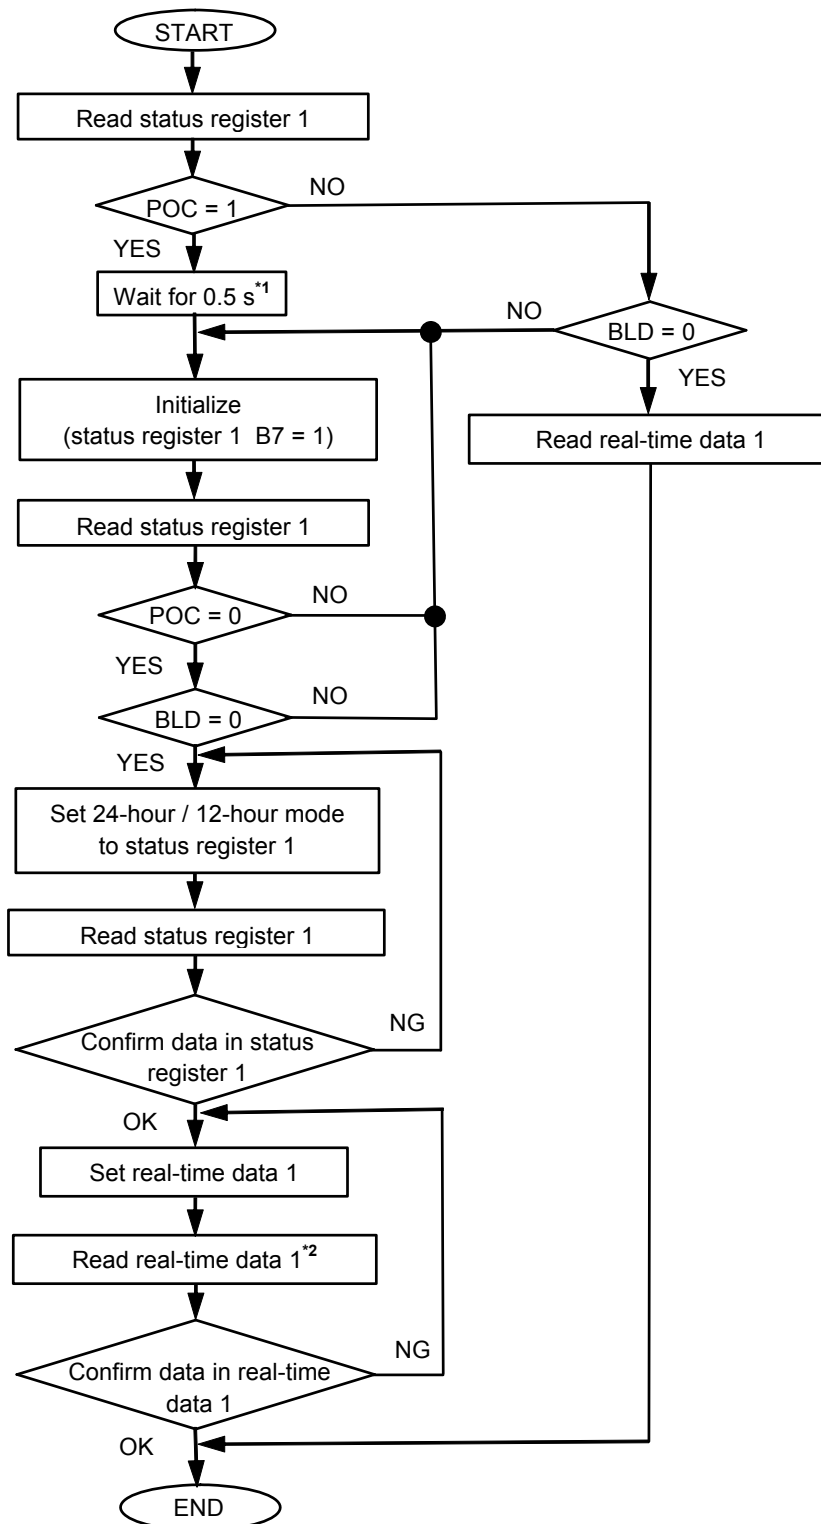 START
Read status register 1
POC = 1
NO
YES
Wait for 0.5 s*1
NO
BLD = 0
YES
Initialize
(status register 1  B7 = 1)
Read real-time data 1
Read status register 1
POC = 0
NO
YES
BLD = 0
NO
YES
Set 24-hour / 12-hour mode
to status register 1
Read status register 1
Confirm data in status
register 1
NG
OK
Set real-time data 1
Read real-time data 1*2
Confirm data in real-time
data 1
NG
OK
END